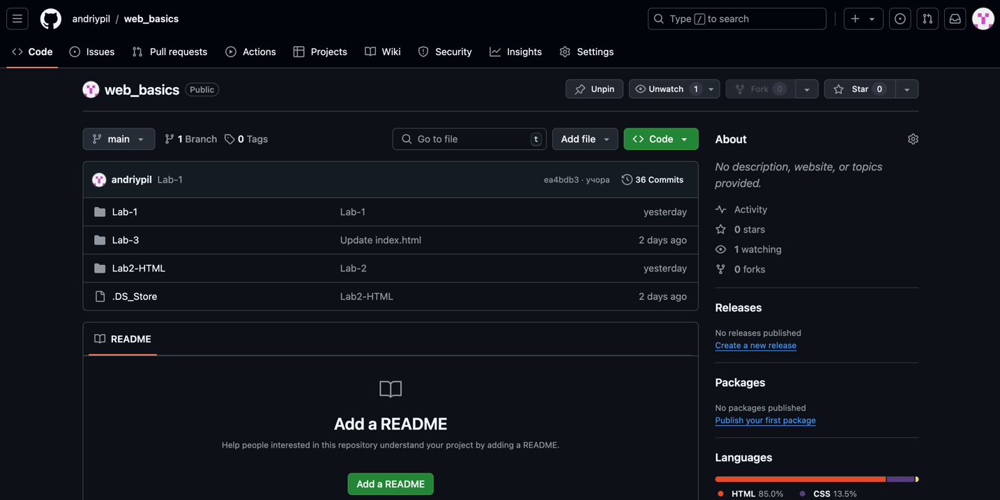 andriypil / web_basics
Type / to search
Code Issues Pull requests Actions Projects Wiki Security Insights Settings
web_basics Public
Unpin Unwatch 1 Fork 0 Star 0
main 1 Branch 0 Tags Go to file t Add file Code
andriypil Lab-1 ea4bdb3 · учора 36 Commits
Lab-1 Lab-1 yesterday
Lab-3 Update index.html 2 days ago
Lab2-HTML Lab-2 yesterday
.DS_Store Lab2-HTML 2 days ago
README
Add a README
Help people interested in this repository understand your project by adding a README.
Add a README
About
No description, website, or topics
provided.
Activity
0 stars
1 watching
0 forks
Releases
No releases published
Create a new release
Packages
No packages published
Publish your first package
Languages
HTML 85.0% CSS 13.5%